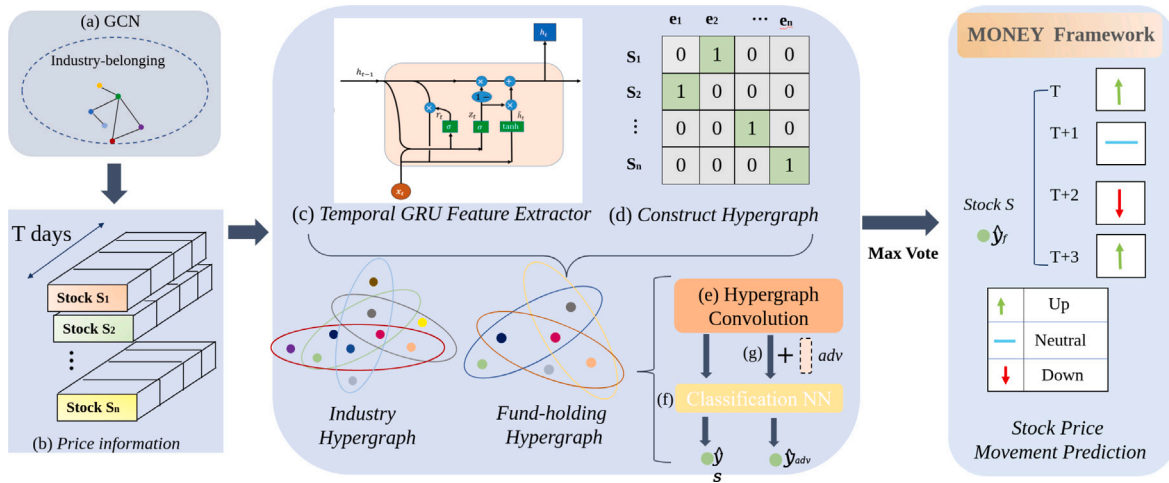 (a) GCN
Industry-belonging
T days
Stock S1
Stock S2
⋮
Stock Sn
(b) Price information
ht
ht−1
×
+
1−
×
×
rt
zt
h̃t
σ
σ
tanh
xt
(c) Temporal GRU Feature Extractor
e1 e2 ⋯ en
S1 0 1 0 0
S2 1 0 0 0
⋮ 0 0 1 0
Sn 0 0 0 1
(d) Construct Hypergraph
Industry
Hypergraph
Fund-holding
Hypergraph
(e) Hypergraph
Convolution
(g) + adv
(f) Classification NN
ŷ
s
ŷadv
Max Vote
MONEY Framework
T
T+1
T+2
T+3
Stock S
ŷf
Up
Neutral
Down
Stock Price
Movement Prediction